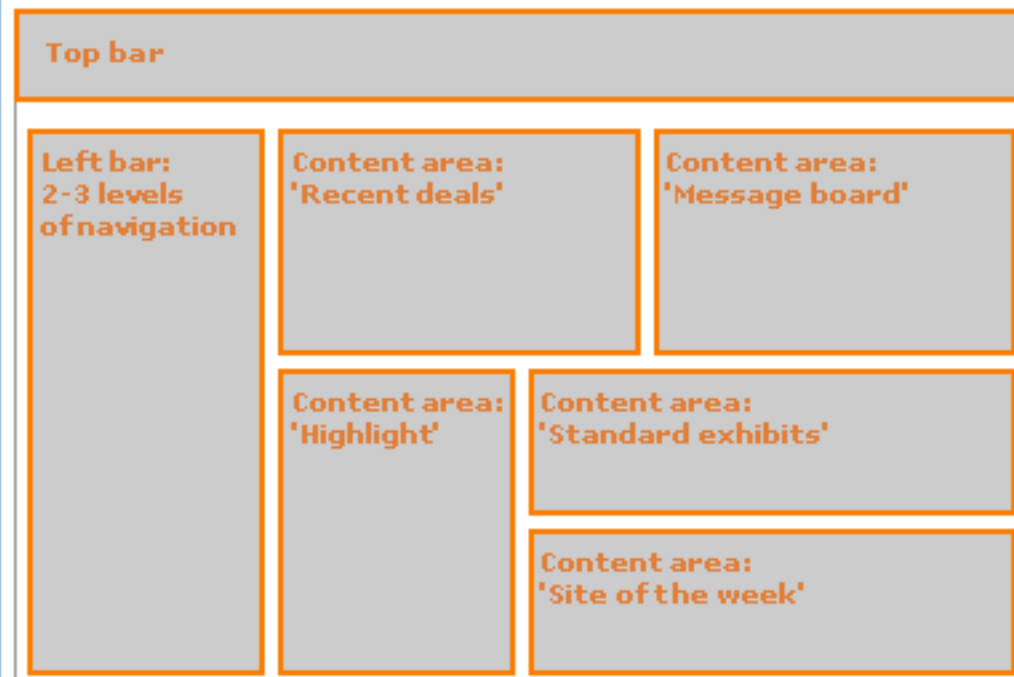 Top bar
Left bar:
2-3 levels
of navigation
Content area:
'Recent deals'
Content area:
'Message board'
Content area:
'Highlight'
Content area:
'Standard exhibits'
Content area:
'Site of the week'